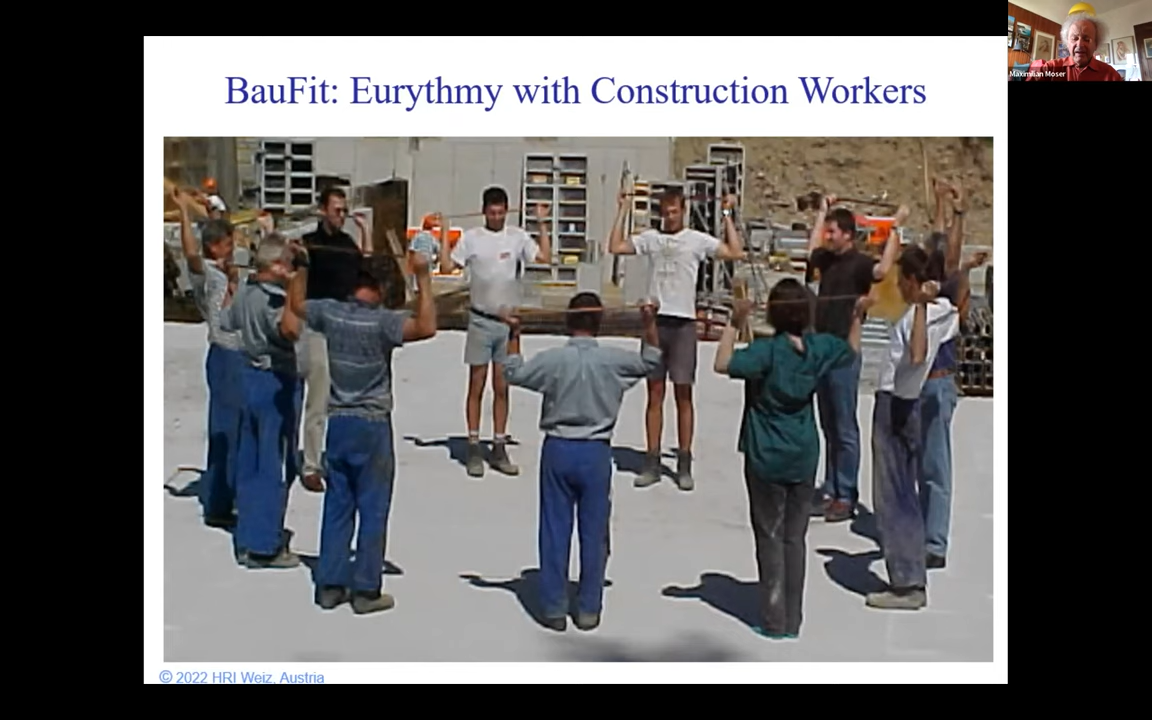 BauFit: Eurythmy with Construction Workers
Maximilian Moser
© 2022 HRI Weiz, Austria